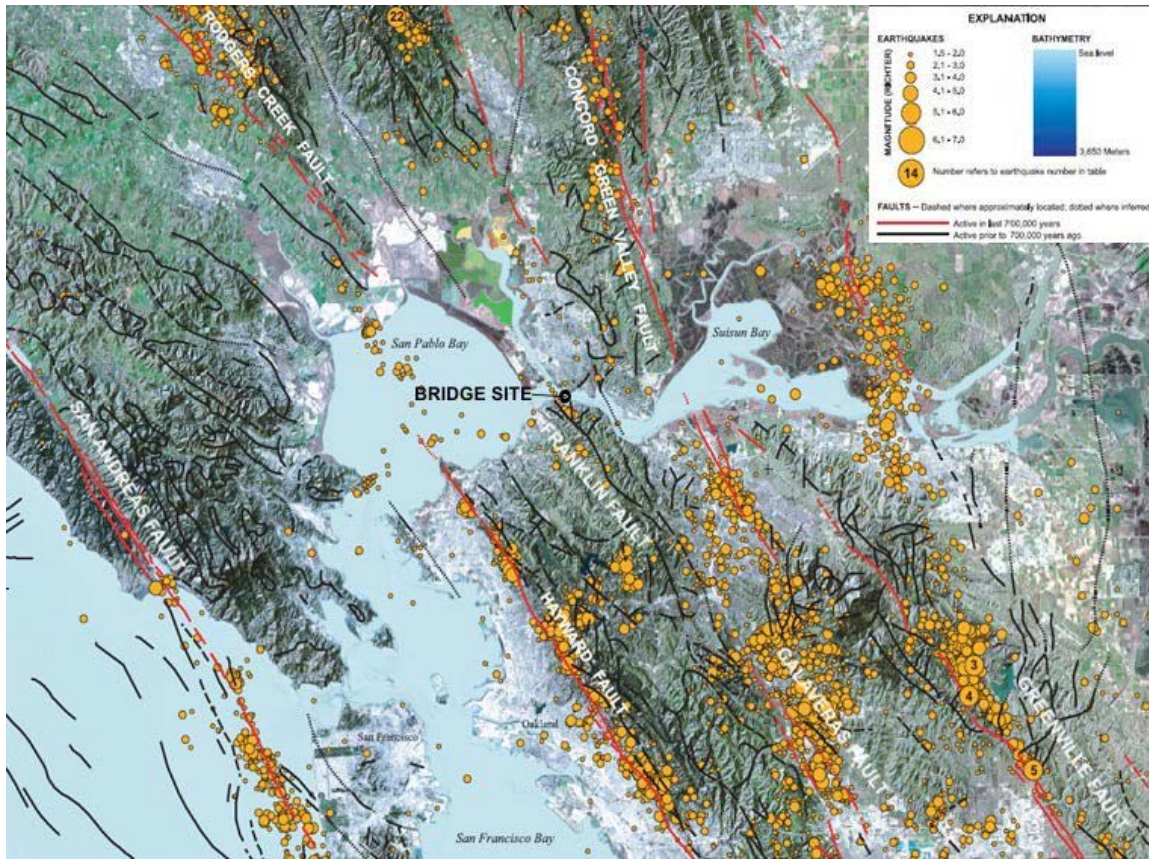 EXPLANATION
EARTHQUAKES
MAGNITUDE (RICHTER)
1.5 - 2.0
2.1 - 3.0
3.1 - 4.0
4.1 - 5.0
5.1 - 6.0
6.1 - 7.0
14
Number refers to earthquake number in table
BATHYMETRY
Sea level
3,650 Meters
FAULTS -- Dashed where approximately located; dotted where inferred
Active in last 700,000 years
Active prior to 700,000 years ago
22
RODGERS CREEK FAULT
CONCORD GREEN VALLEY FAULT
San Pablo Bay
Suisun Bay
BRIDGE SITE
SAN ANDREAS FAULT
FRANKLIN FAULT
HAYWARD FAULT
CALAVERAS FAULT
GREENVILLE FAULT
3
4
5
San Francisco
Oakland
San Francisco Bay